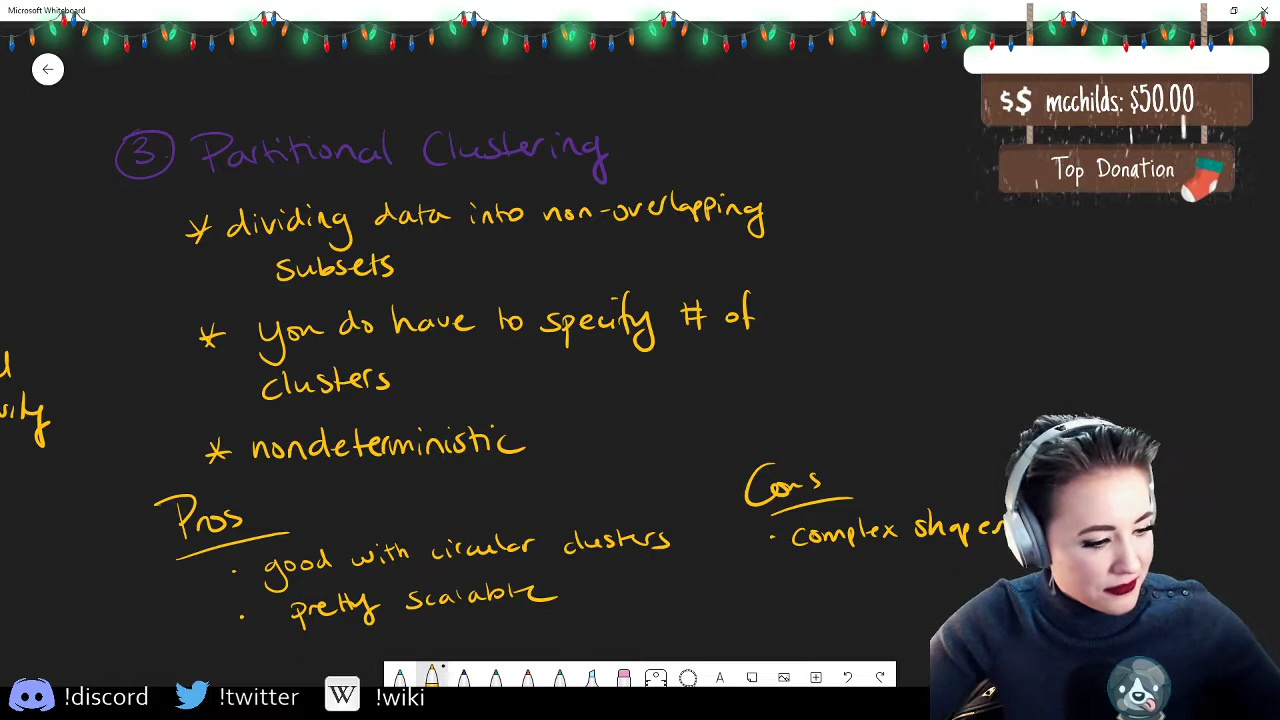 Microsoft Whiteboard
$$ mcchilds: $50.00
Top Donation
3 Partitional Clustering
* dividing data into non-overlapping
subsets
* you do have to specify # of
clusters
* nondeterministic
Pros
· good with circular clusters
· pretty scalable
Cons
· complex shapes
!discord
!twitter
W !wiki